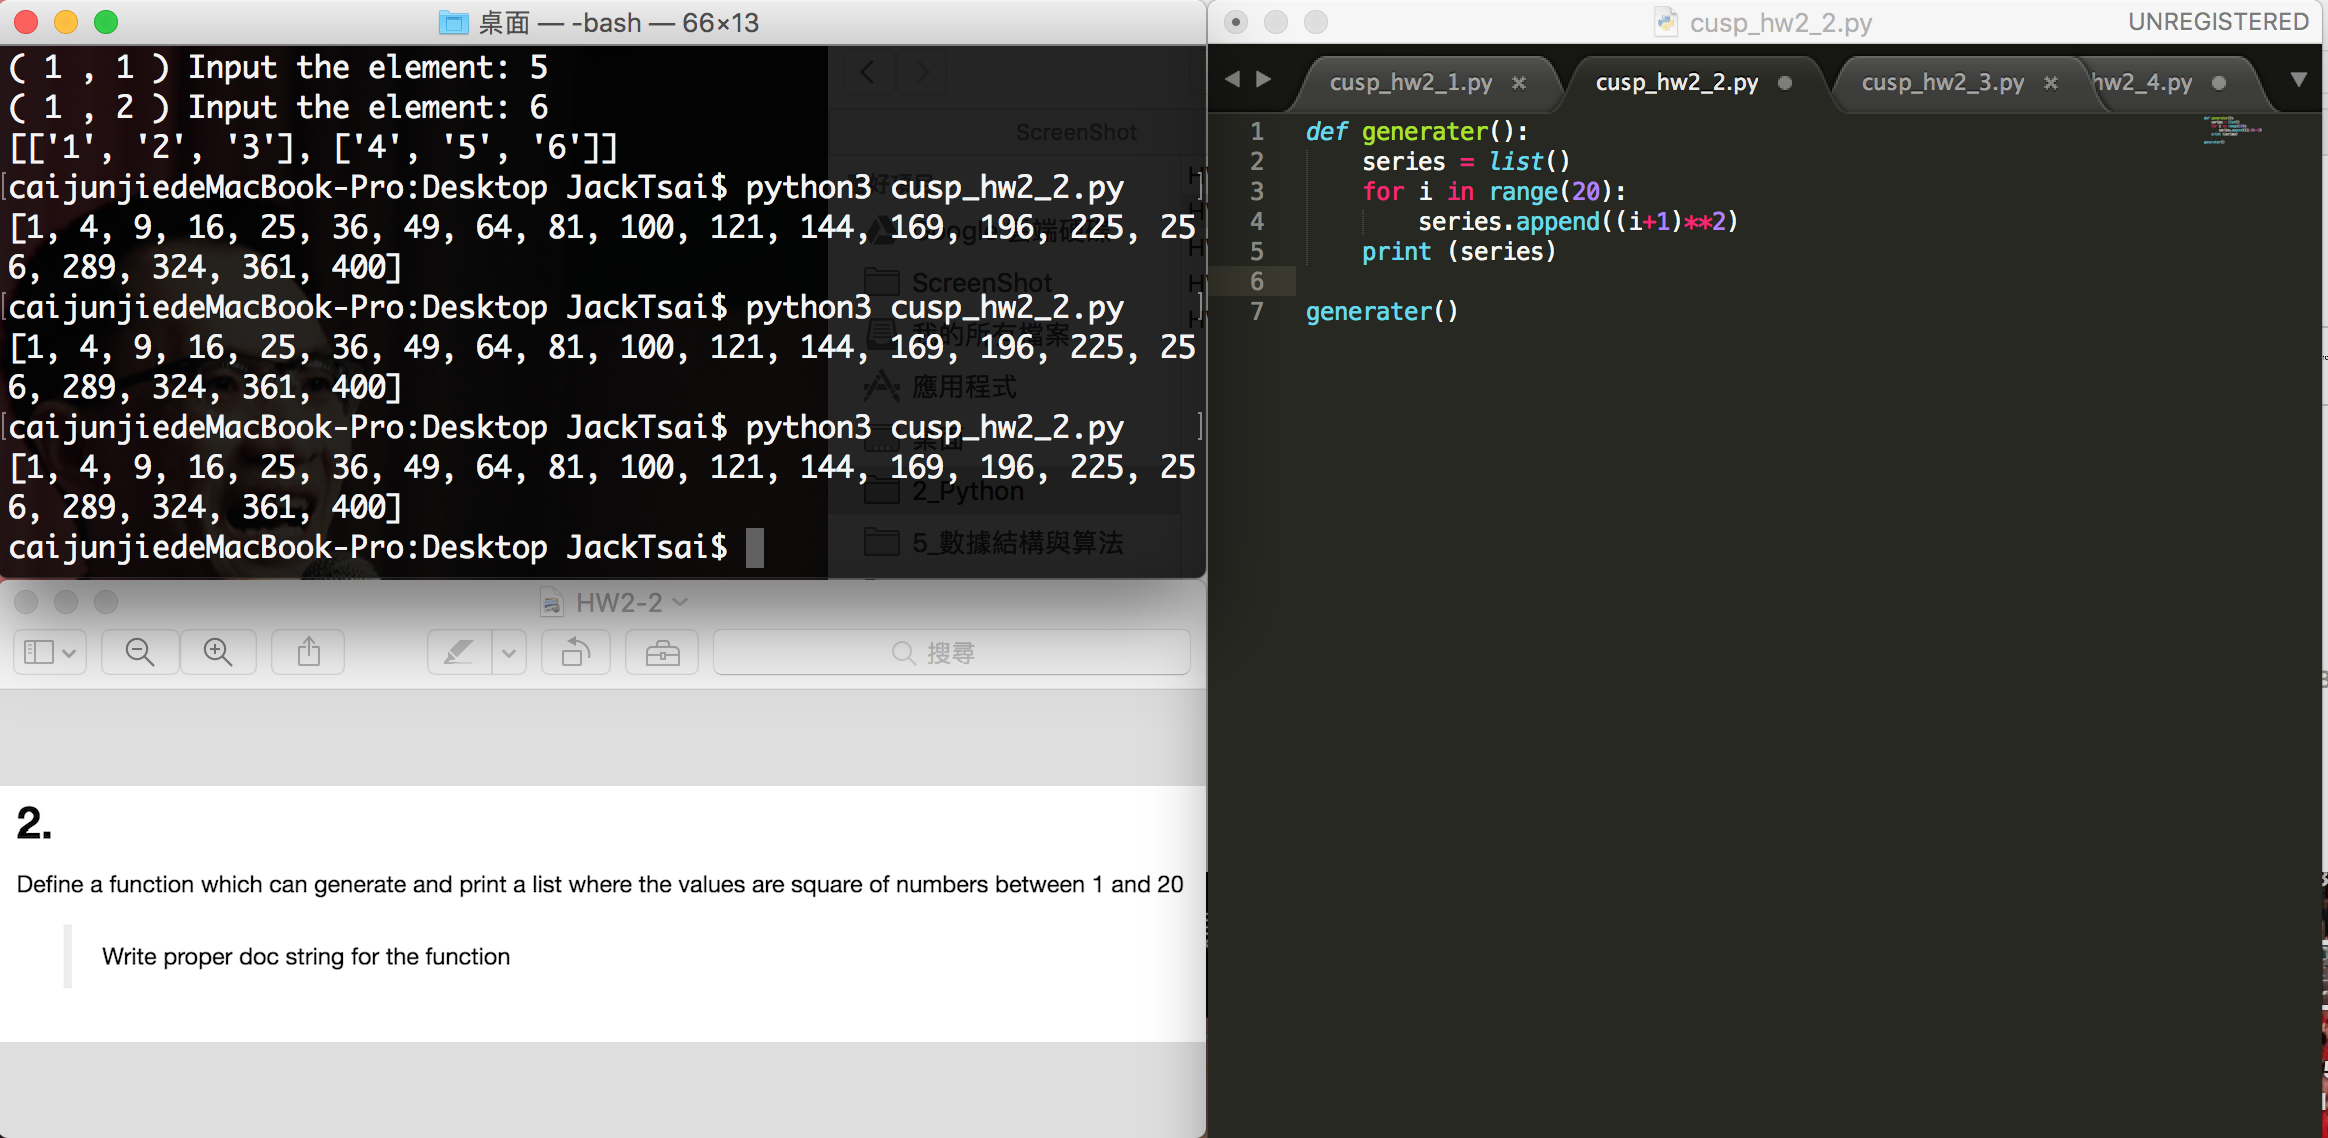 桌面 — -bash — 66×13
( 1 , 1 ) Input the element: 5
( 1 , 2 ) Input the element: 6
[['1', '2', '3'], ['4', '5', '6']]
[caijunjiedeMacBook-Pro:Desktop JackTsai$ python3 cusp_hw2_2.py ]
[1, 4, 9, 16, 25, 36, 49, 64, 81, 100, 121, 144, 169, 196, 225, 25
6, 289, 324, 361, 400]
[caijunjiedeMacBook-Pro:Desktop JackTsai$ python3 cusp_hw2_2.py ]
[1, 4, 9, 16, 25, 36, 49, 64, 81, 100, 121, 144, 169, 196, 225, 25
6, 289, 324, 361, 400]
[caijunjiedeMacBook-Pro:Desktop JackTsai$ python3 cusp_hw2_2.py ]
[1, 4, 9, 16, 25, 36, 49, 64, 81, 100, 121, 144, 169, 196, 225, 25
6, 289, 324, 361, 400]
caijunjiedeMacBook-Pro:Desktop JackTsai$
ScreenShot
ScreenShot
我的所有檔案
應用程式
桌面
2_Python
5_數據結構與算法
HW2-2
搜尋
2.
Define a function which can generate and print a list where the values are square of numbers between 1 and 20
Write proper doc string for the function
cusp_hw2_2.py
UNREGISTERED
cusp_hw2_1.py
cusp_hw2_2.py
cusp_hw2_3.py
hw2_4.py
1 def generater():
2 series = list()
3 for i in range(20):
4 series.append((i+1)**2)
5 print (series)
6
7 generater()